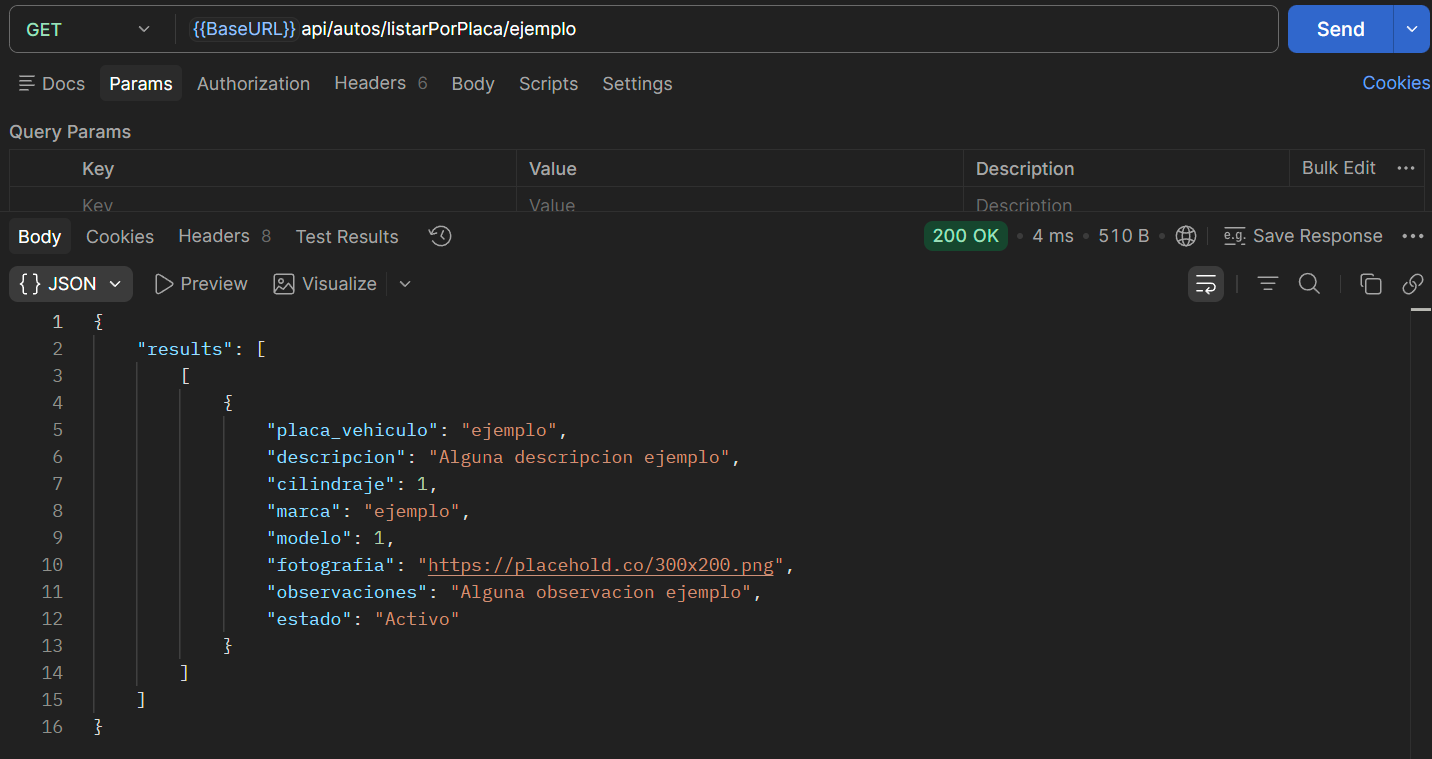 GET {{BaseURL}} api/autos/listarPorPlaca/ejemplo Send
Docs Params Authorization Headers 6 Body Scripts Settings Cookies
Query Params
Key Value Description Bulk Edit
Key Value Description
Body Cookies Headers 8 Test Results 200 OK • 4 ms • 510 B • e.g. Save Response
{} JSON Preview Visualize
1 {
2 "results": [
3 [
4 {
5 "placa_vehiculo": "ejemplo",
6 "descripcion": "Alguna descripcion ejemplo",
7 "cilindraje": 1,
8 "marca": "ejemplo",
9 "modelo": 1,
10 "fotografia": "https://placehold.co/300x200.png",
11 "observaciones": "Alguna observacion ejemplo",
12 "estado": "Activo"
13 }
14 ]
15 ]
16 }